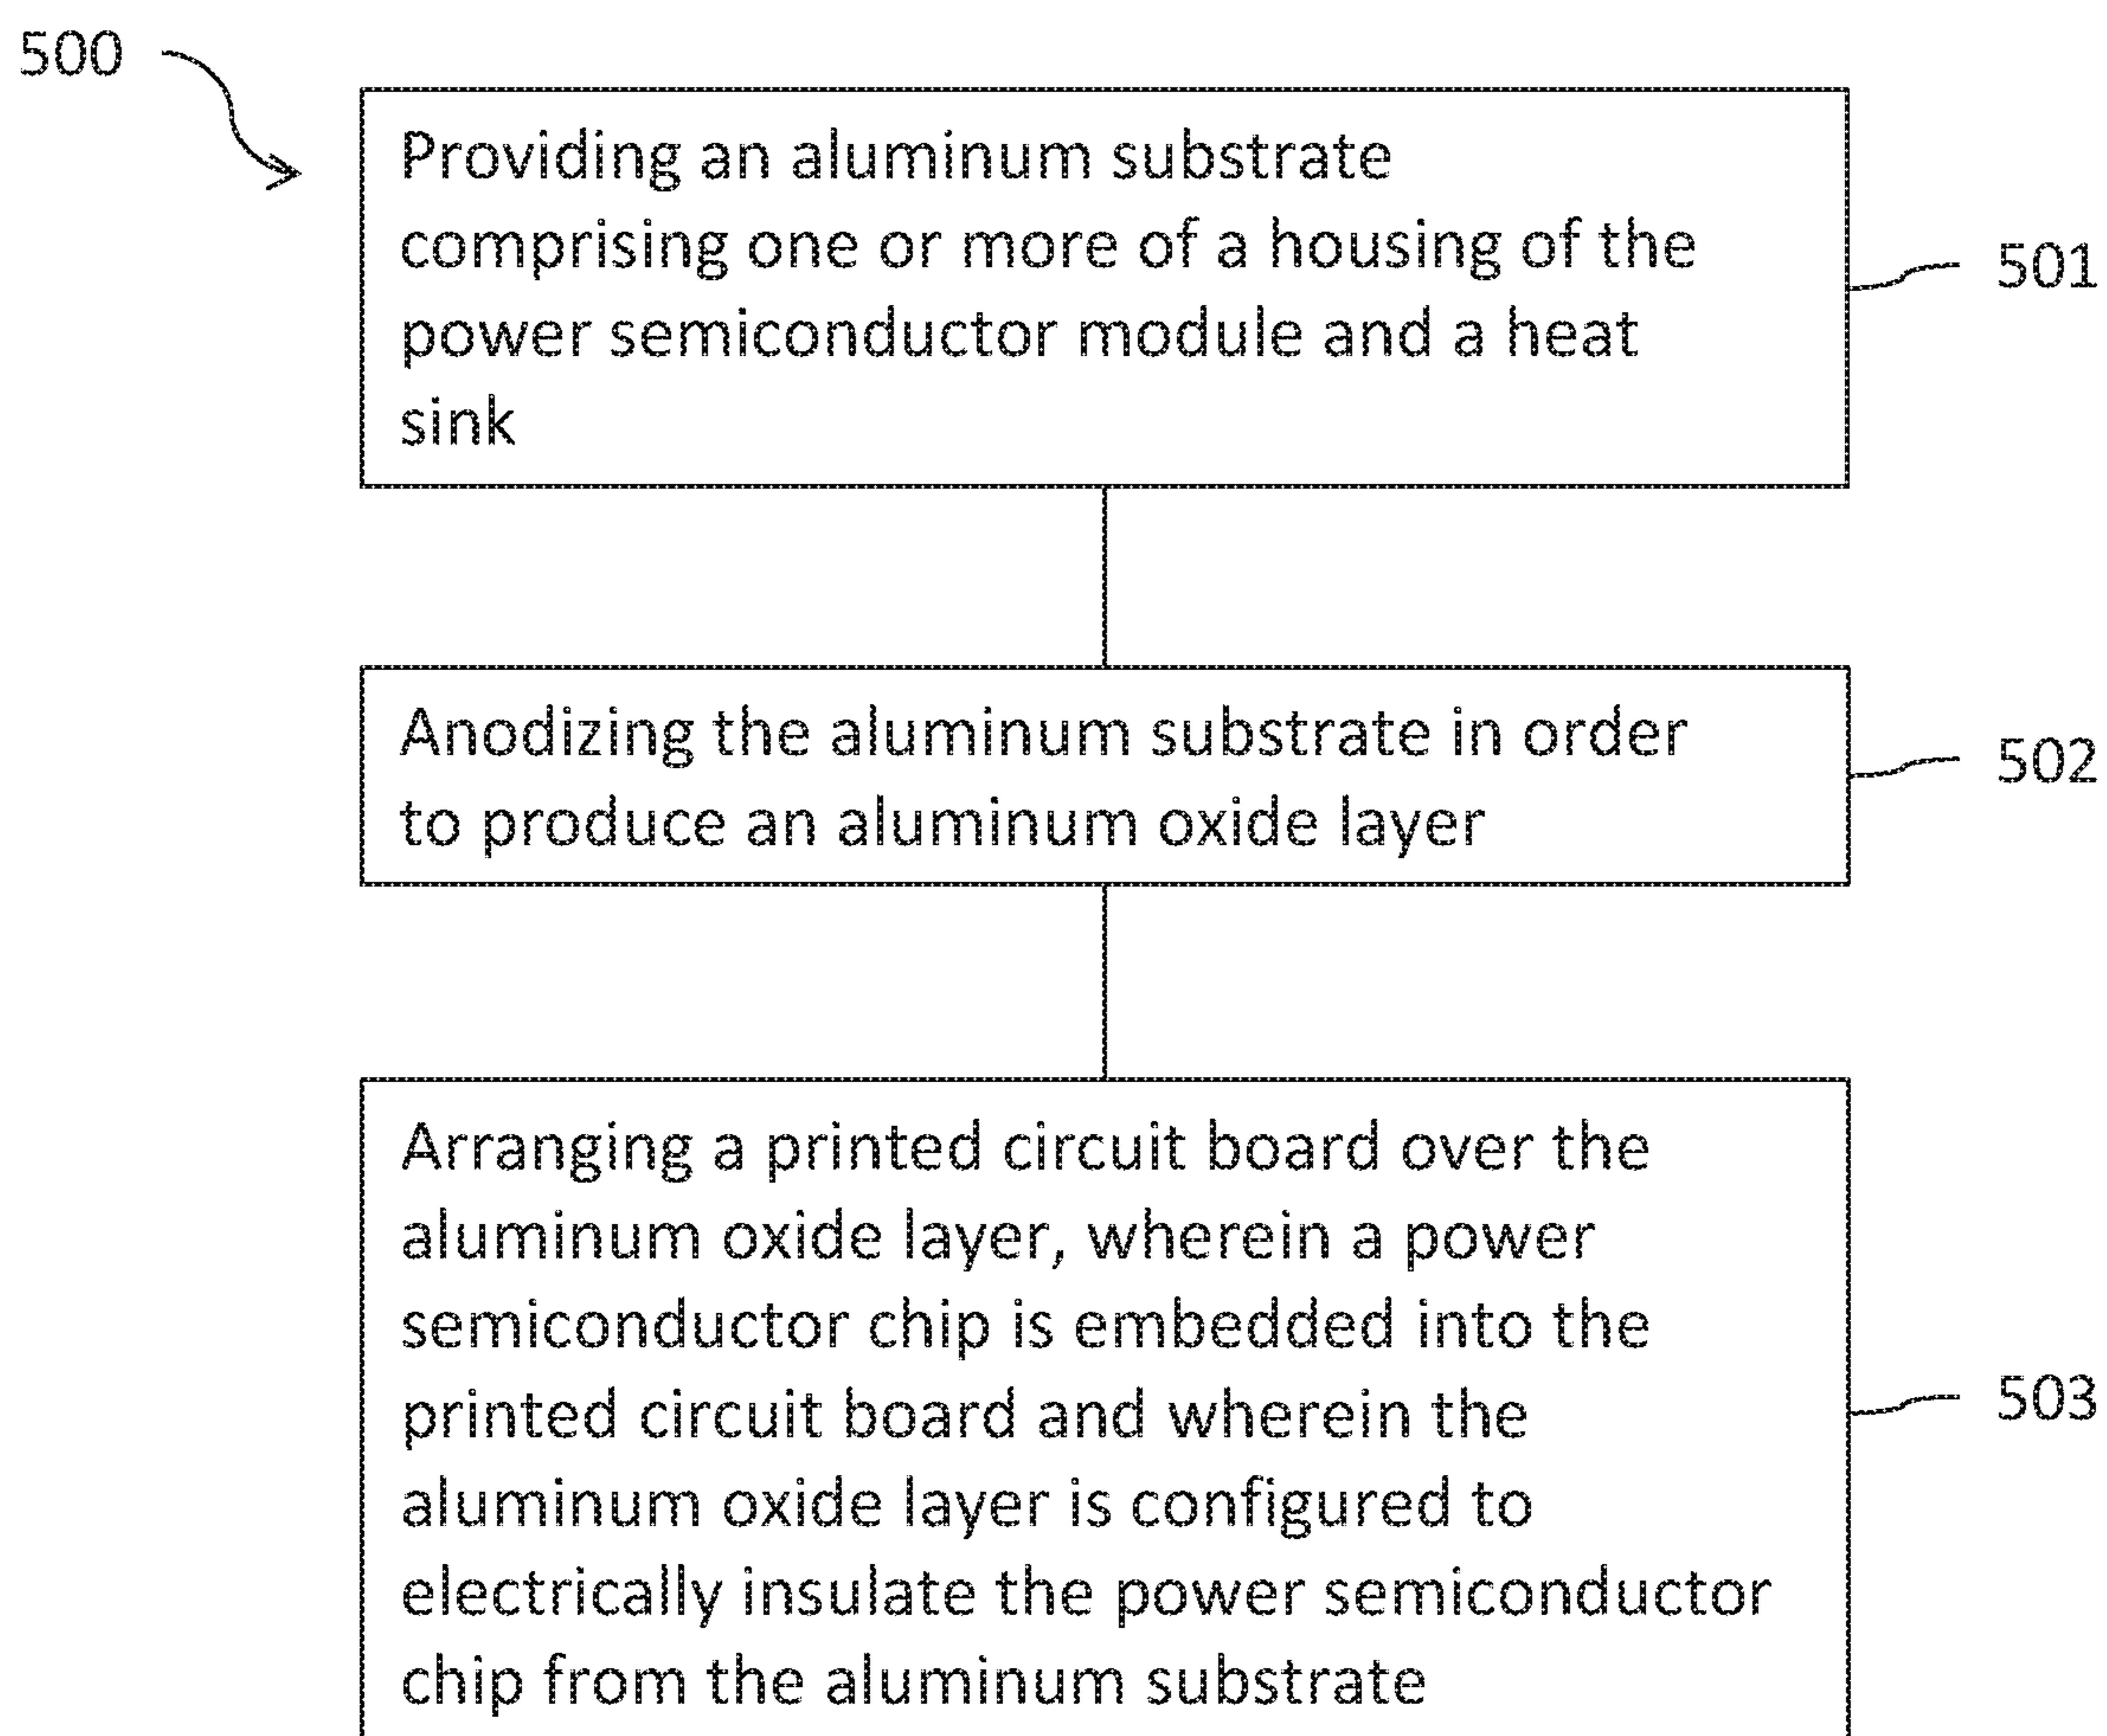 500
Providing an aluminum substrate
comprising one or more of a housing of the
power semiconductor module and a heat
sink
501
Anodizing the aluminum substrate in order
to produce an aluminum oxide layer
502
Arranging a printed circuit board over the
aluminum oxide layer, wherein a power
semiconductor chip is embedded into the
printed circuit board and wherein the
aluminum oxide layer is configured to
electrically insulate the power semiconductor
chip from the aluminum substrate
503